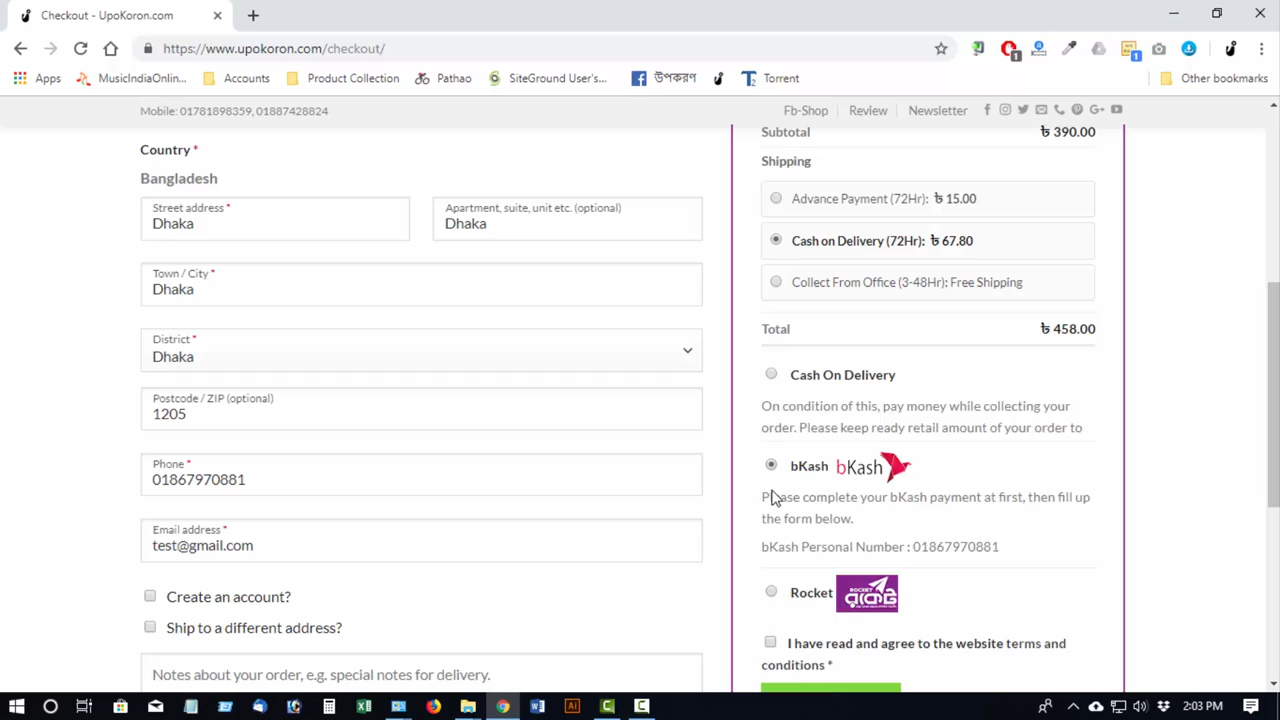 Checkout - UpoKoron.com
https://www.upokoron.com/checkout/
1
1
Apps
MusicIndiaOnlin...
Accounts
Product Collection
Pathao
SiteGround User's...
উপকরণ
Torrent
Other bookmarks
Mobile: 01781898359, 01887428824
Fb-Shop
Review
Newsletter
Country *
Bangladesh
Street address *
Dhaka
Apartment, suite, unit etc. (optional)
Dhaka
Town / City *
Dhaka
District *
Dhaka
Postcode / ZIP (optional)
1205
Phone *
01867970881
Email address *
test@gmail.com
Create an account?
Ship to a different address?
Notes about your order, e.g. special notes for delivery.
Subtotal ৳ 390.00
Shipping
Advance Payment (72Hr): ৳ 15.00
Cash on Delivery (72Hr): ৳ 67.80
Collect From Office (3-48Hr): Free Shipping
Total ৳ 458.00
Cash On Delivery
On condition of this, pay money while collecting your
order. Please keep ready retail amount of your order to
bKash bKash
Please complete your bKash payment at first, then fill up
the form below.
bKash Personal Number : 01867970881
Rocket ROCKET রকেট
I have read and agree to the website terms and
conditions *
2:03 PM